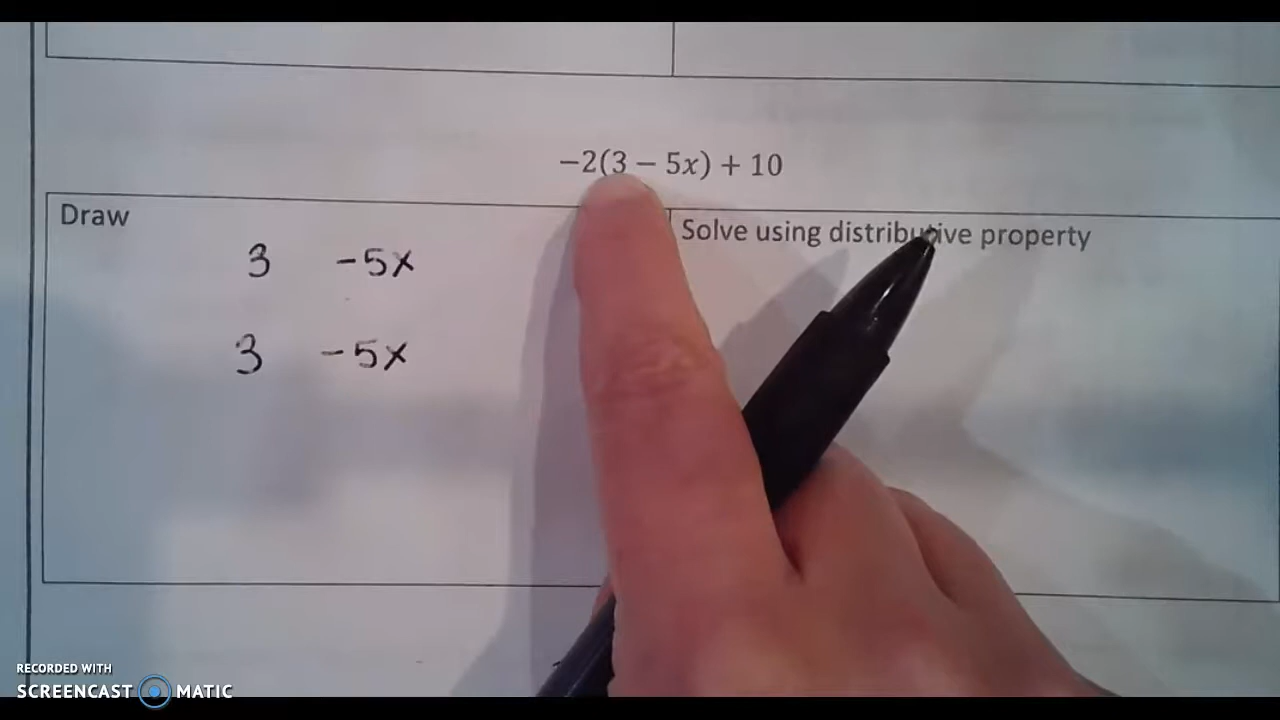 −2(3 − 5x) + 10
Draw
Solve using distributive property
3 -5x
3 -5x
RECORDED WITH
SCREENCAST MATIC